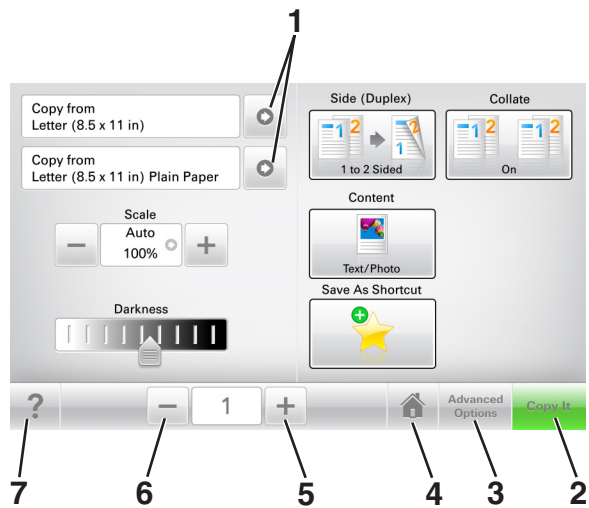 1
Copy from
Letter (8.5 x 11 in)
Copy from
Letter (8.5 x 11 in) Plain Paper
Scale
Auto
100%
Darkness
Side (Duplex)
1 2 1 2
1 to 2 Sided
Collate
1 2 1 2
On
Content
Text/Photo
Save As Shortcut
?
1
Advanced
Options
Copy It
7
6
5
4
3
2